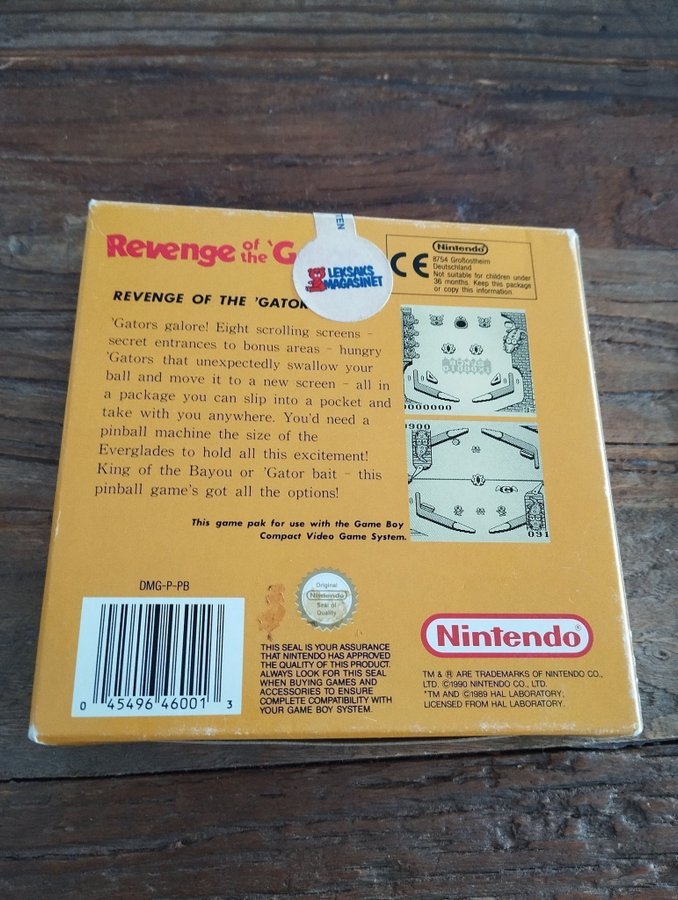 Revenge of the 'G
TEN
LEKSAKS
MAGASINET
CE
Nintendo
8754 Großostheim
Deutschland
Not suitable for children under
36 months. Keep this package
or copy this information.
REVENGE OF THE 'GATOR
'Gators galore! Eight scrolling screens -
secret entrances to bonus areas - hungry
'Gators that unexpectedly swallow your
ball and move it to a new screen - all in
a package you can slip into a pocket and
take with you anywhere. You'd need a
pinball machine the size of the
Everglades to hold all this excitement!
King of the Bayou or 'Gator bait - this
pinball game's got all the options!
0000000
900
091
This game pak for use with the Game Boy
Compact Video Game System.
DMG-P-PB
0 45496 46001 3
Original
Nintendo
Seal of
Quality
THIS SEAL IS YOUR ASSURANCE
THAT NINTENDO HAS APPROVED
THE QUALITY OF THIS PRODUCT.
ALWAYS LOOK FOR THIS SEAL
WHEN BUYING GAMES AND
ACCESSORIES TO ENSURE
COMPLETE COMPATIBILITY WITH
YOUR GAME BOY SYSTEM.
Nintendo®
TM & ® ARE TRADEMARKS OF NINTENDO CO.,
LTD. ©1990 NINTENDO CO., LTD.
*TM AND ©1989 HAL LABORATORY;
LICENSED FROM HAL LABORATORY.